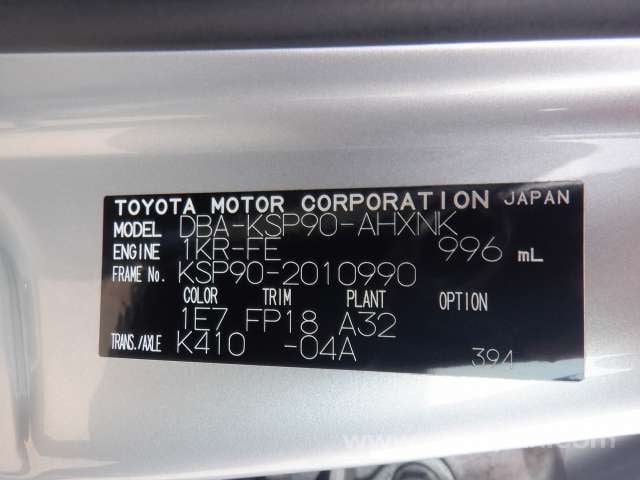 TOYOTA MOTOR CORPORATION JAPAN
MODEL DBA-KSP90-AHXNK
ENGINE 1KR-FE 996 mL
FRAME No. KSP90-2010990
COLOR TRIM PLANT OPTION
1E7 FP18 A32
TRANS./AXLE K410 -04A 394